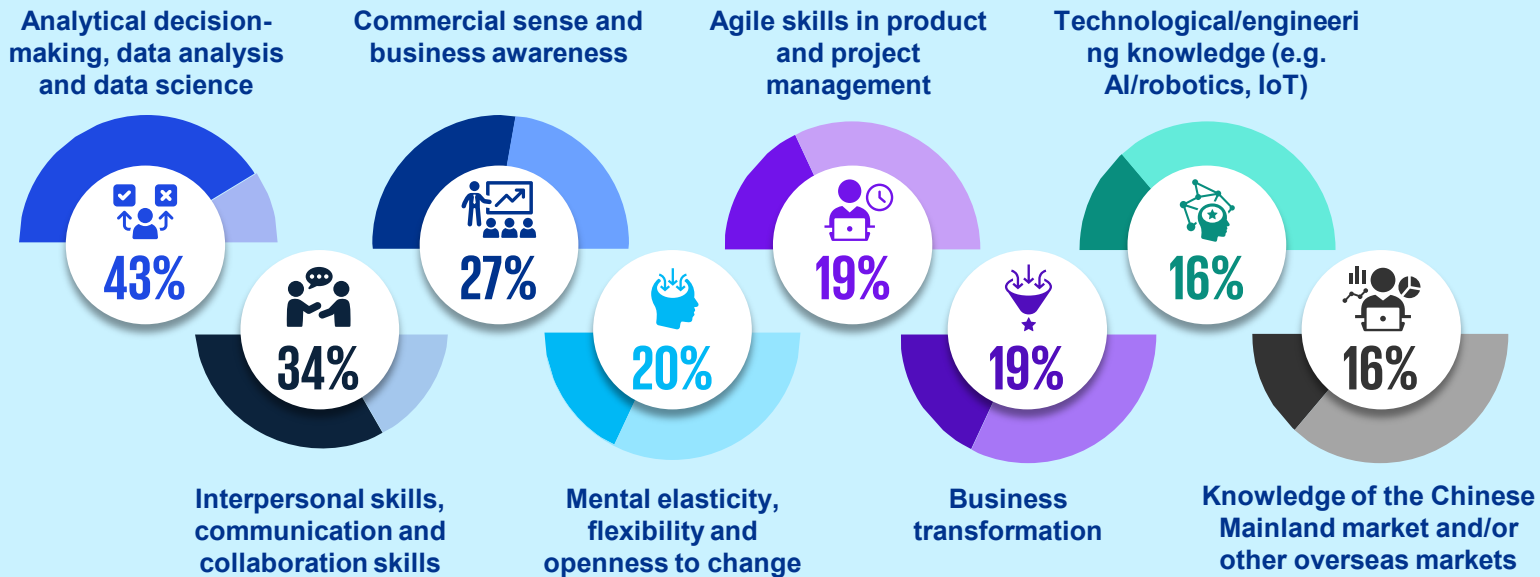 Analytical decision-
making, data analysis
and data science
43%
Interpersonal skills,
communication and
collaboration skills
34%
Commercial sense and
business awareness
27%
Mental elasticity,
flexibility and
openness to change
20%
Agile skills in product
and project
management
19%
Business
transformation
19%
Technological/engineeri
ng knowledge (e.g.
AI/robotics, IoT)
16%
Knowledge of the Chinese
Mainland market and/or
other overseas markets
16%